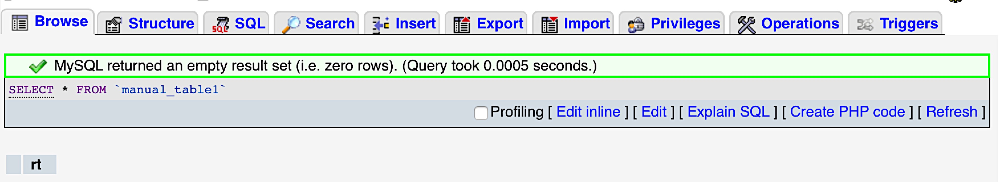 Browse Structure SQL Search Insert Export Import Privileges Operations Triggers
MySQL returned an empty result set (i.e. zero rows). (Query took 0.0005 seconds.)
SELECT * FROM `manual_table1`
Profiling [ Edit inline ] [ Edit ] [ Explain SQL ] [ Create PHP code ] [ Refresh ]
rt